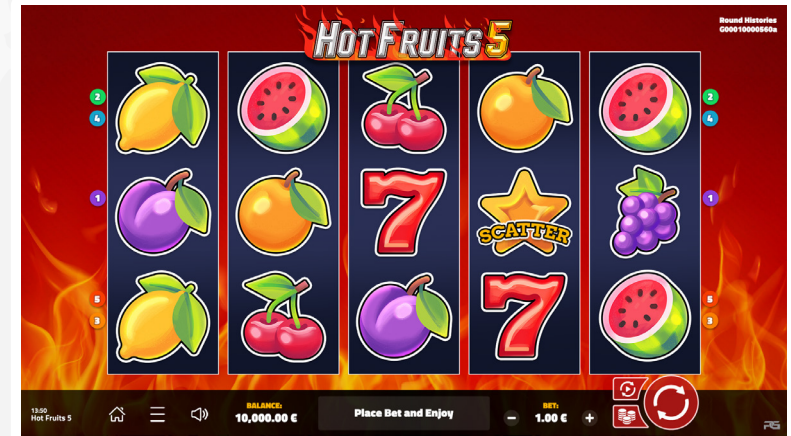 HOT FRUITS 5
Round Histories
G00010000560a
2
2
4
4
1
SCATTER
1
5
5
3
3
13:50
Hot Fruits 5
BALANCE:
10,000.00 €
Place Bet and Enjoy
BET:
1.00 €